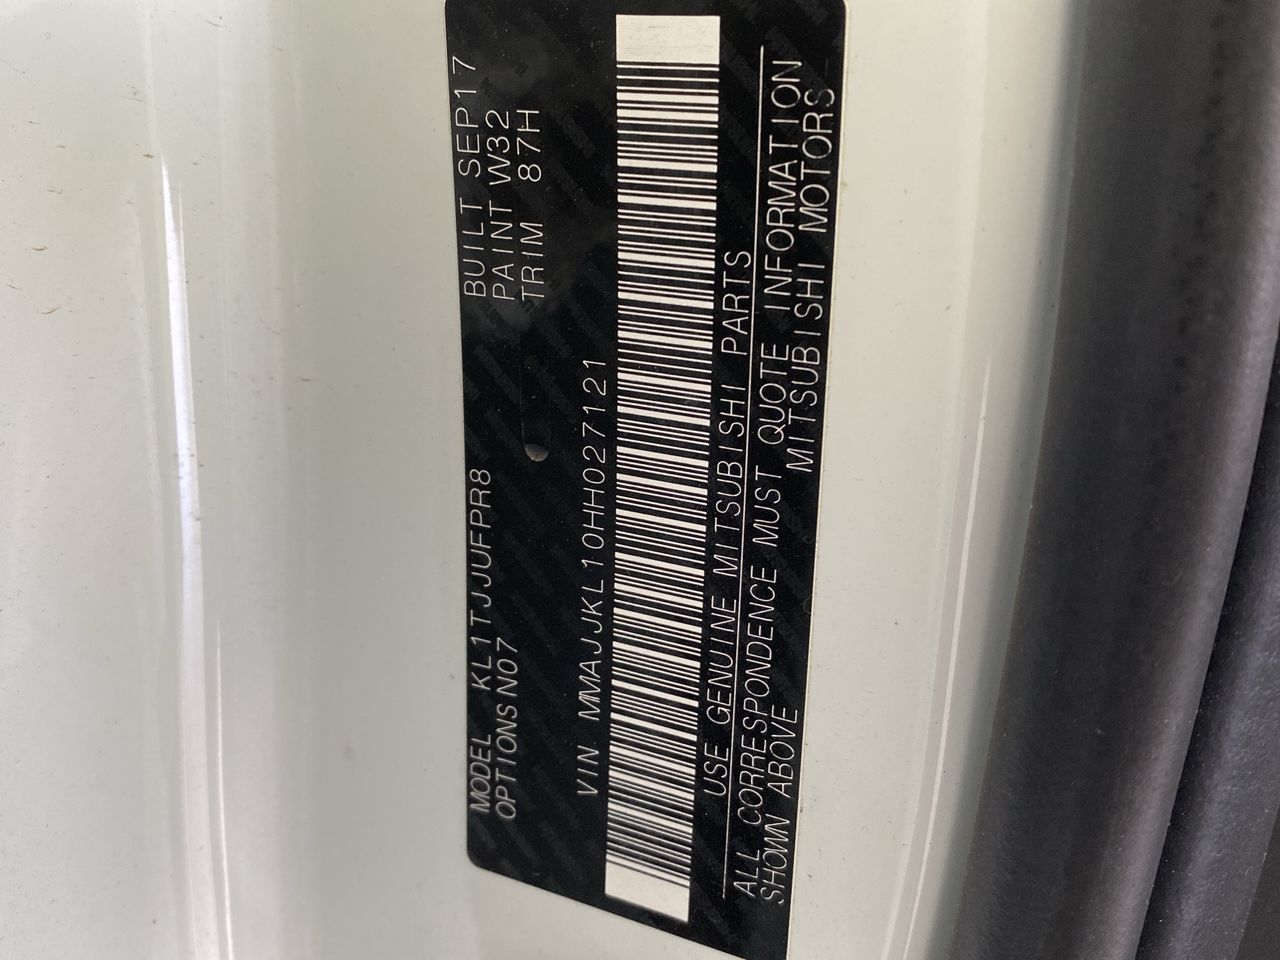 MODEL KL1TJJUFPR8
BUILT SEP17
OPTIONS N07
PAINT W32
TRIM 87H
VIN MMAJJKL10HH027121
USE GENUINE MITSUBISHI PARTS
ALL CORRESPONDENCE MUST QUOTE INFORMATION
SHOWN ABOVE
MITSUBISHI MOTORS